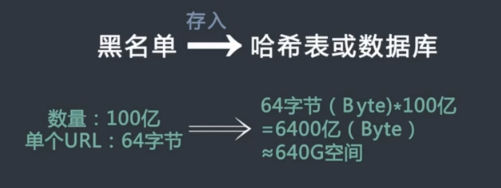 存入
黑名单
哈希表或数据库
数量：100亿
单个URL：64字节
64字节（Byte)*100亿
=6400亿（Byte）
≈640G空间